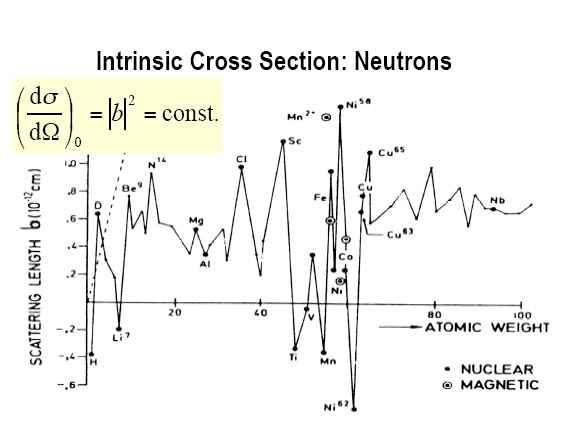 Intrinsic Cross Section: Neutrons
(dσ/dΩ)₀ = |b|² = const.
SCATTERING LENGTH b (10⁻¹² cm)
1.0
.8
.6
.4
.2
-.2
-.4
-.6
20
40
80
100
ATOMIC WEIGHT
H
D
Li⁷
Be⁹
N¹⁴
Mg
Al
Cl
Sc
Ti
V
Mn
Mn²⁺
Fe
Ni
Ni⁵⁸
Co
Ni⁶²
Cu
Cu⁶⁵
Cu⁶³
Nb
NUCLEAR
MAGNETIC